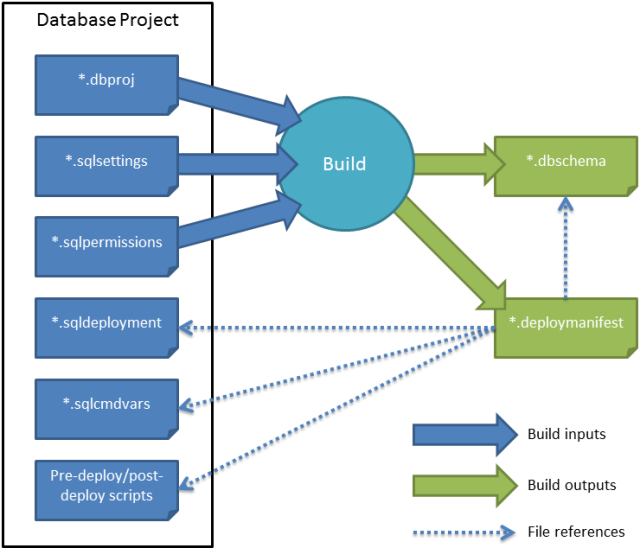 Database Project
*.dbproj
*.sqlsettings
*.sqlpermissions
*.sqldeployment
*.sqlcmdvars
Pre-deploy/post-
deploy scripts
Build
*.dbschema
*.deploymanifest
Build inputs
Build outputs
File references